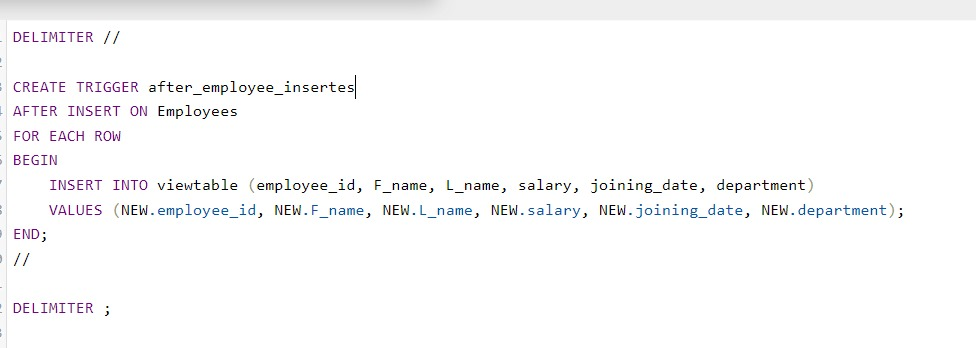 DELIMITER //
CREATE TRIGGER after_employee_insertes
AFTER INSERT ON Employees
FOR EACH ROW
BEGIN
    INSERT INTO viewtable (employee_id, F_name, L_name, salary, joining_date, department)
    VALUES (NEW.employee_id, NEW.F_name, NEW.L_name, NEW.salary, NEW.joining_date, NEW.department);
END;
//
DELIMITER ;